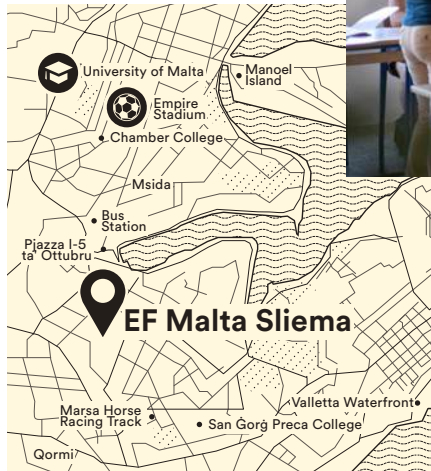 University of Malta
Manoel
Island
Empire
Stadium
Chamber College
Msida
Bus
Station
Pjazza l-5
ta' Ottubru
EF Malta Sliema
Valletta Waterfront
Marsa Horse
Racing Track
San Ġorġ Preca College
Qormi